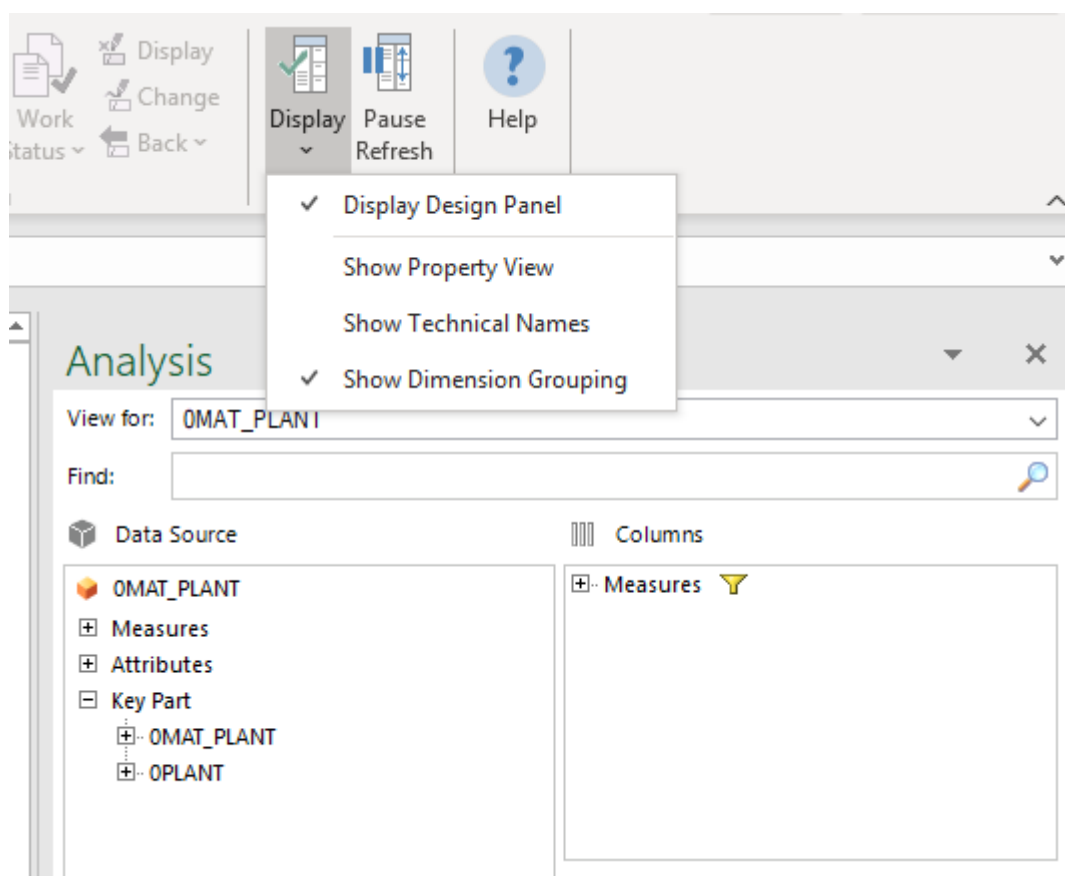 Display
Change
Work
Status
Back
Display
Pause
Refresh
Help
Display Design Panel
Show Property View
Show Technical Names
Show Dimension Grouping
Analysis
View for: 0MAT_PLANT
Find:
Data Source
Columns
0MAT_PLANT
Measures
Attributes
Key Part
0MAT_PLANT
0PLANT
Measures